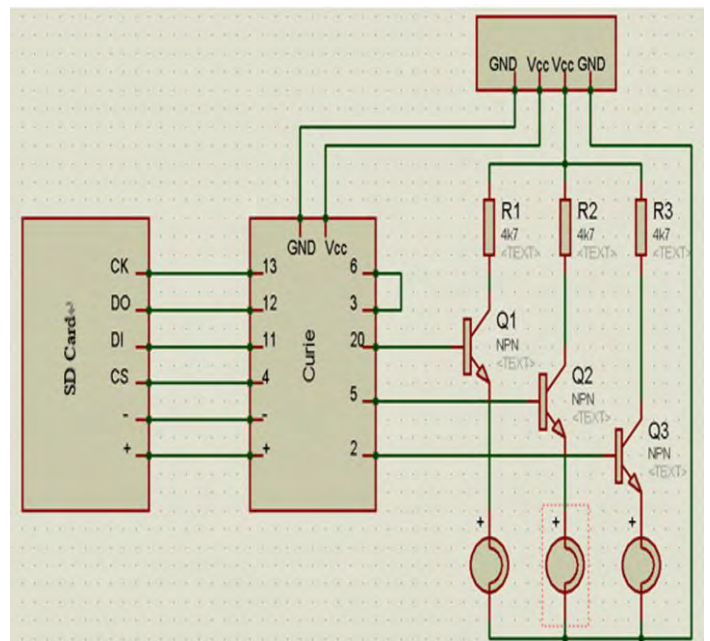 GND Vcc Vcc GND
R1
4k7
<TEXT>
R2
4k7
<TEXT>
R3
4k7
<TEXT>
SD Card↵
CK
DO
DI
CS
-
+
GND Vcc
Curie
13
12
11
4
-
+
6
3
20
5
2
Q1
NPN
<TEXT>
Q2
NPN
<TEXT>
Q3
NPN
<TEXT>
+
+
+